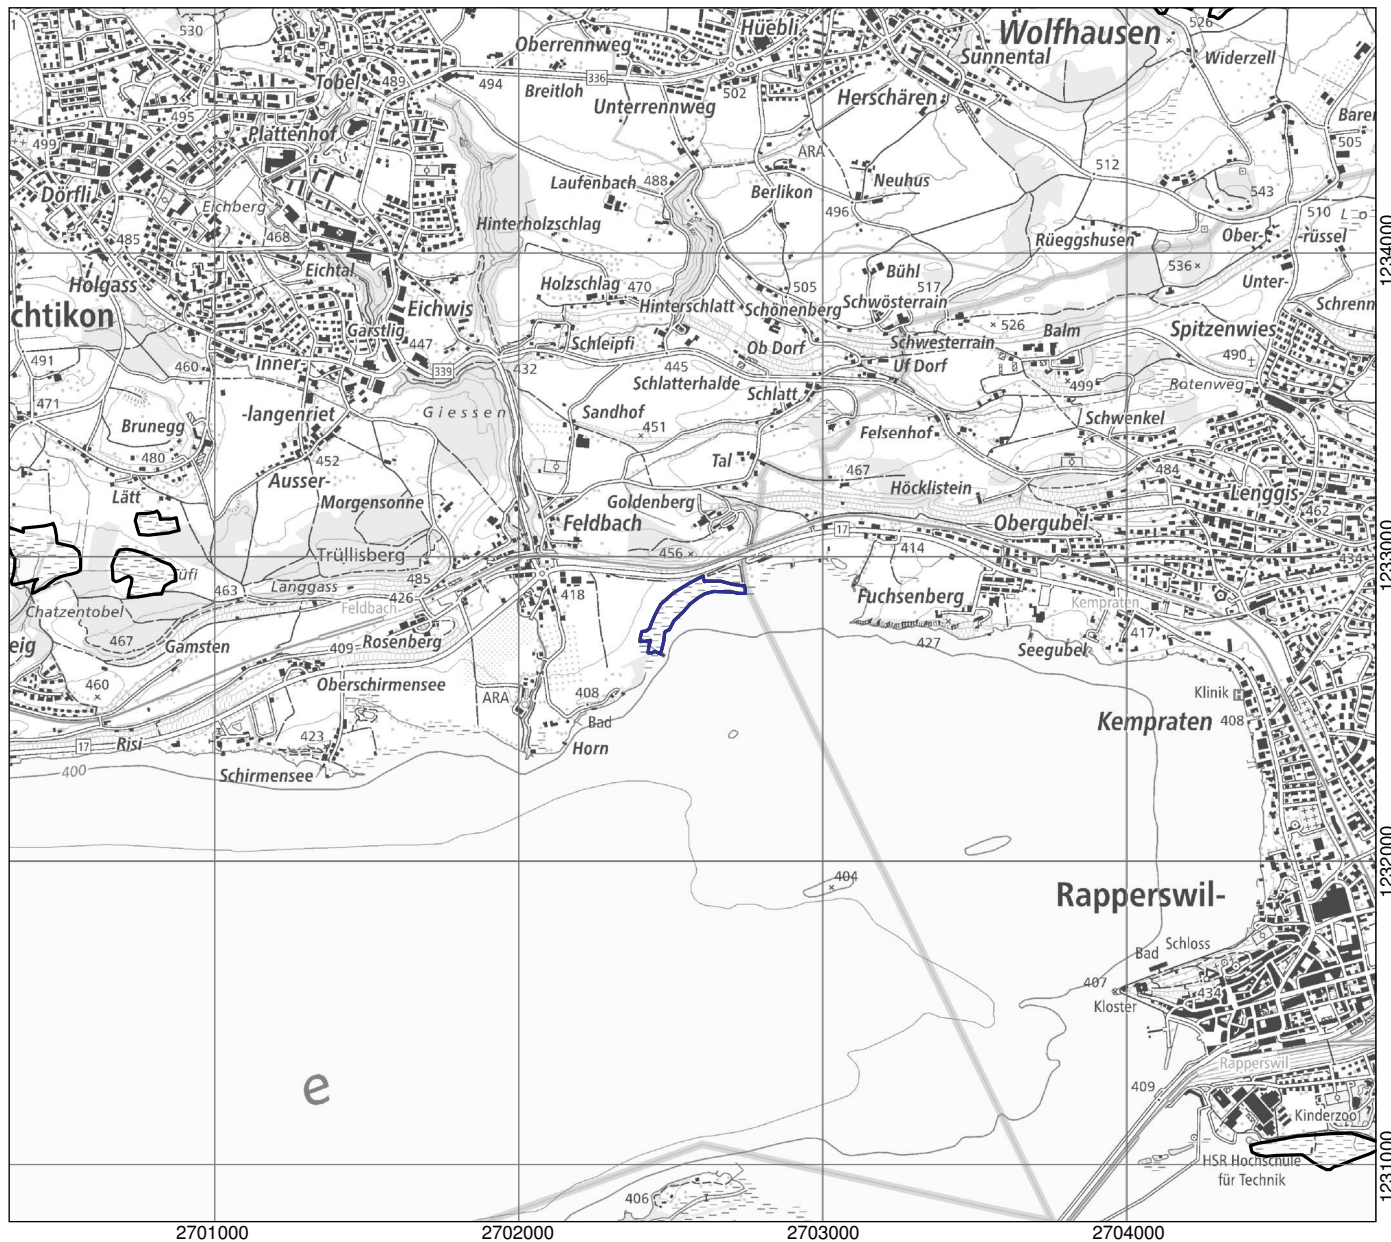 Wolfhausen
526
530
Hüebli
Oberrennweg
Sunnental
Widerzell
Tobel
489
494
336
Breitloh
502
Unterrennweg
Herschären
495
Plattenhof
499
ARA
505
Laufenbach
488
Berlikon
Neuhus
512
543
Dörfli
Eichberg
496
510
L
485
468
Hinterholzschlag
Rüeggshusen
Ober-
-rüssel
1234000
Eichtal
536
Holgass
Holzschlag
470
505
Bühl
517
Unter-
Eichwis
Hinterschlatt
Schönenberg
Schwösterrain
Schrenn
chtikon
Garstlig
526
Balm
Spitzenwies
447
Schleipfi
Ob Dorf
Schwesterrain
490
491
460
Inner-
339
432
445
Uf Dorf
Schlatterhalde
499
Rotenweg
471
-langenriet
Giessen
Sandhof
Schlatt
Schwenkel
Brunegg
451
Felsenhof
480
452
Tal
467
484
Lätt
Ausser-
Höcklistein
Lenggis
Morgensonne
Goldenberg
462
Feldbach
17
Obergubel
Trüllisberg
456
414
434
1233000
üfi
463
Langgass
485
418
Fuchsenberg
Chatzentobel
426
Feldbach
Kempraten
467
Rosenberg
427
417
eig
Gamsten
409
Seegubel
460
Oberschirmensee
ARA
408
Klinik
H
Bad
Kempraten
408
17
Risi
423
Horn
400
Schirmensee
1232000
404
Rapperswil-
Schloss
Bad
407
434
Kloster
e
Rapperswil
409
Kinderzoo
HSR Hochschule
für Technik
1231000
406
2701000
2702000
2703000
2704000